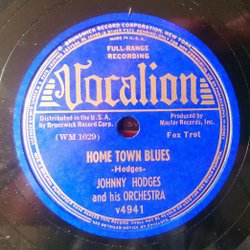 FULL-RANGE
RECORDING
Vocalion
Distributed in the U.S.A.
by Brunswick Record Corp.
Produced by
Master Records, Inc.
(WM 1029)
Fox Trot
HOME TOWN BLUES
-Hodges-
JOHNNY HODGES
and his ORCHESTRA
v4941